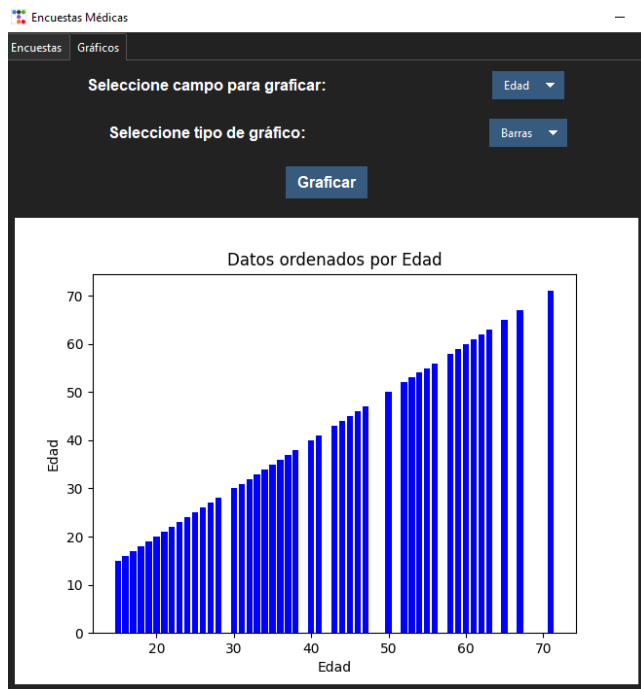 Encuestas Médicas
Encuestas Gráficos
Seleccione campo para graficar: Edad
Seleccione tipo de gráfico: Barras
Graficar
Datos ordenados por Edad
70
60
50
40
30
20
10
0
Edad
20 30 40 50 60 70
Edad